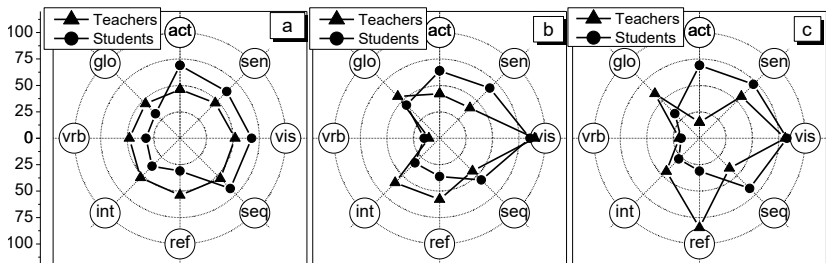 100
75
50
25
0
25
50
75
100
Teachers
Students
a
act
sen
vis
seq
ref
int
vrb
glo
Teachers
Students
b
act
sen
vis
seq
ref
int
vrb
glo
Teachers
Students
c
act
sen
vis
seq
ref
int
vrb
glo